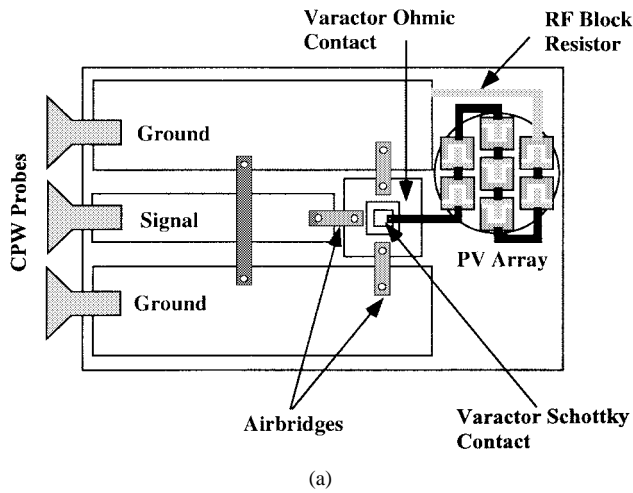 Varactor Ohmic
Contact
RF Block
Resistor
CPW Probes
Ground
Signal
Ground
PV Array
Airbridges
Varactor Schottky
Contact
(a)